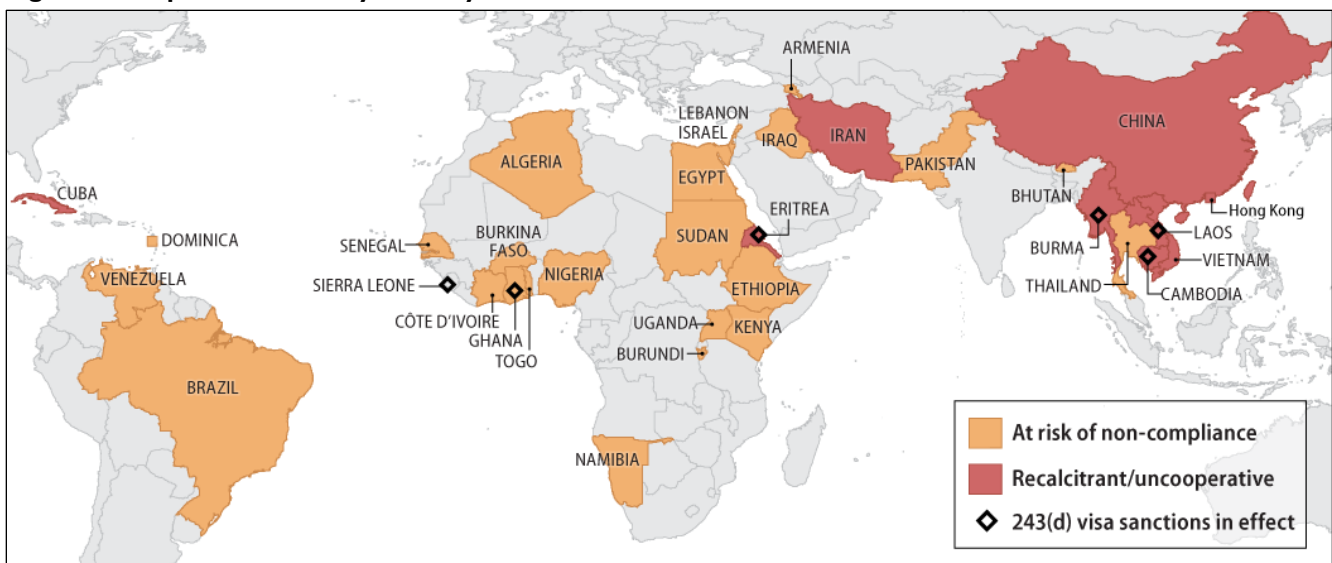 ARMENIA
LEBANON
ISRAEL
IRAQ
IRAN
CHINA
ALGERIA
EGYPT
PAKISTAN
CUBA
BHUTAN
Hong Kong
DOMINICA
SENEGAL
BURKINA
FASO
SUDAN
ERITREA
BURMA
LAOS
VENEZUELA
SIERRA LEONE
NIGERIA
ETHIOPIA
THAILAND
VIETNAM
CAMBODIA
CÔTE D'IVOIRE
GHANA
TOGO
UGANDA
KENYA
BURUNDI
BRAZIL
NAMIBIA
At risk of non-compliance
Recalcitrant/uncooperative
243(d) visa sanctions in effect